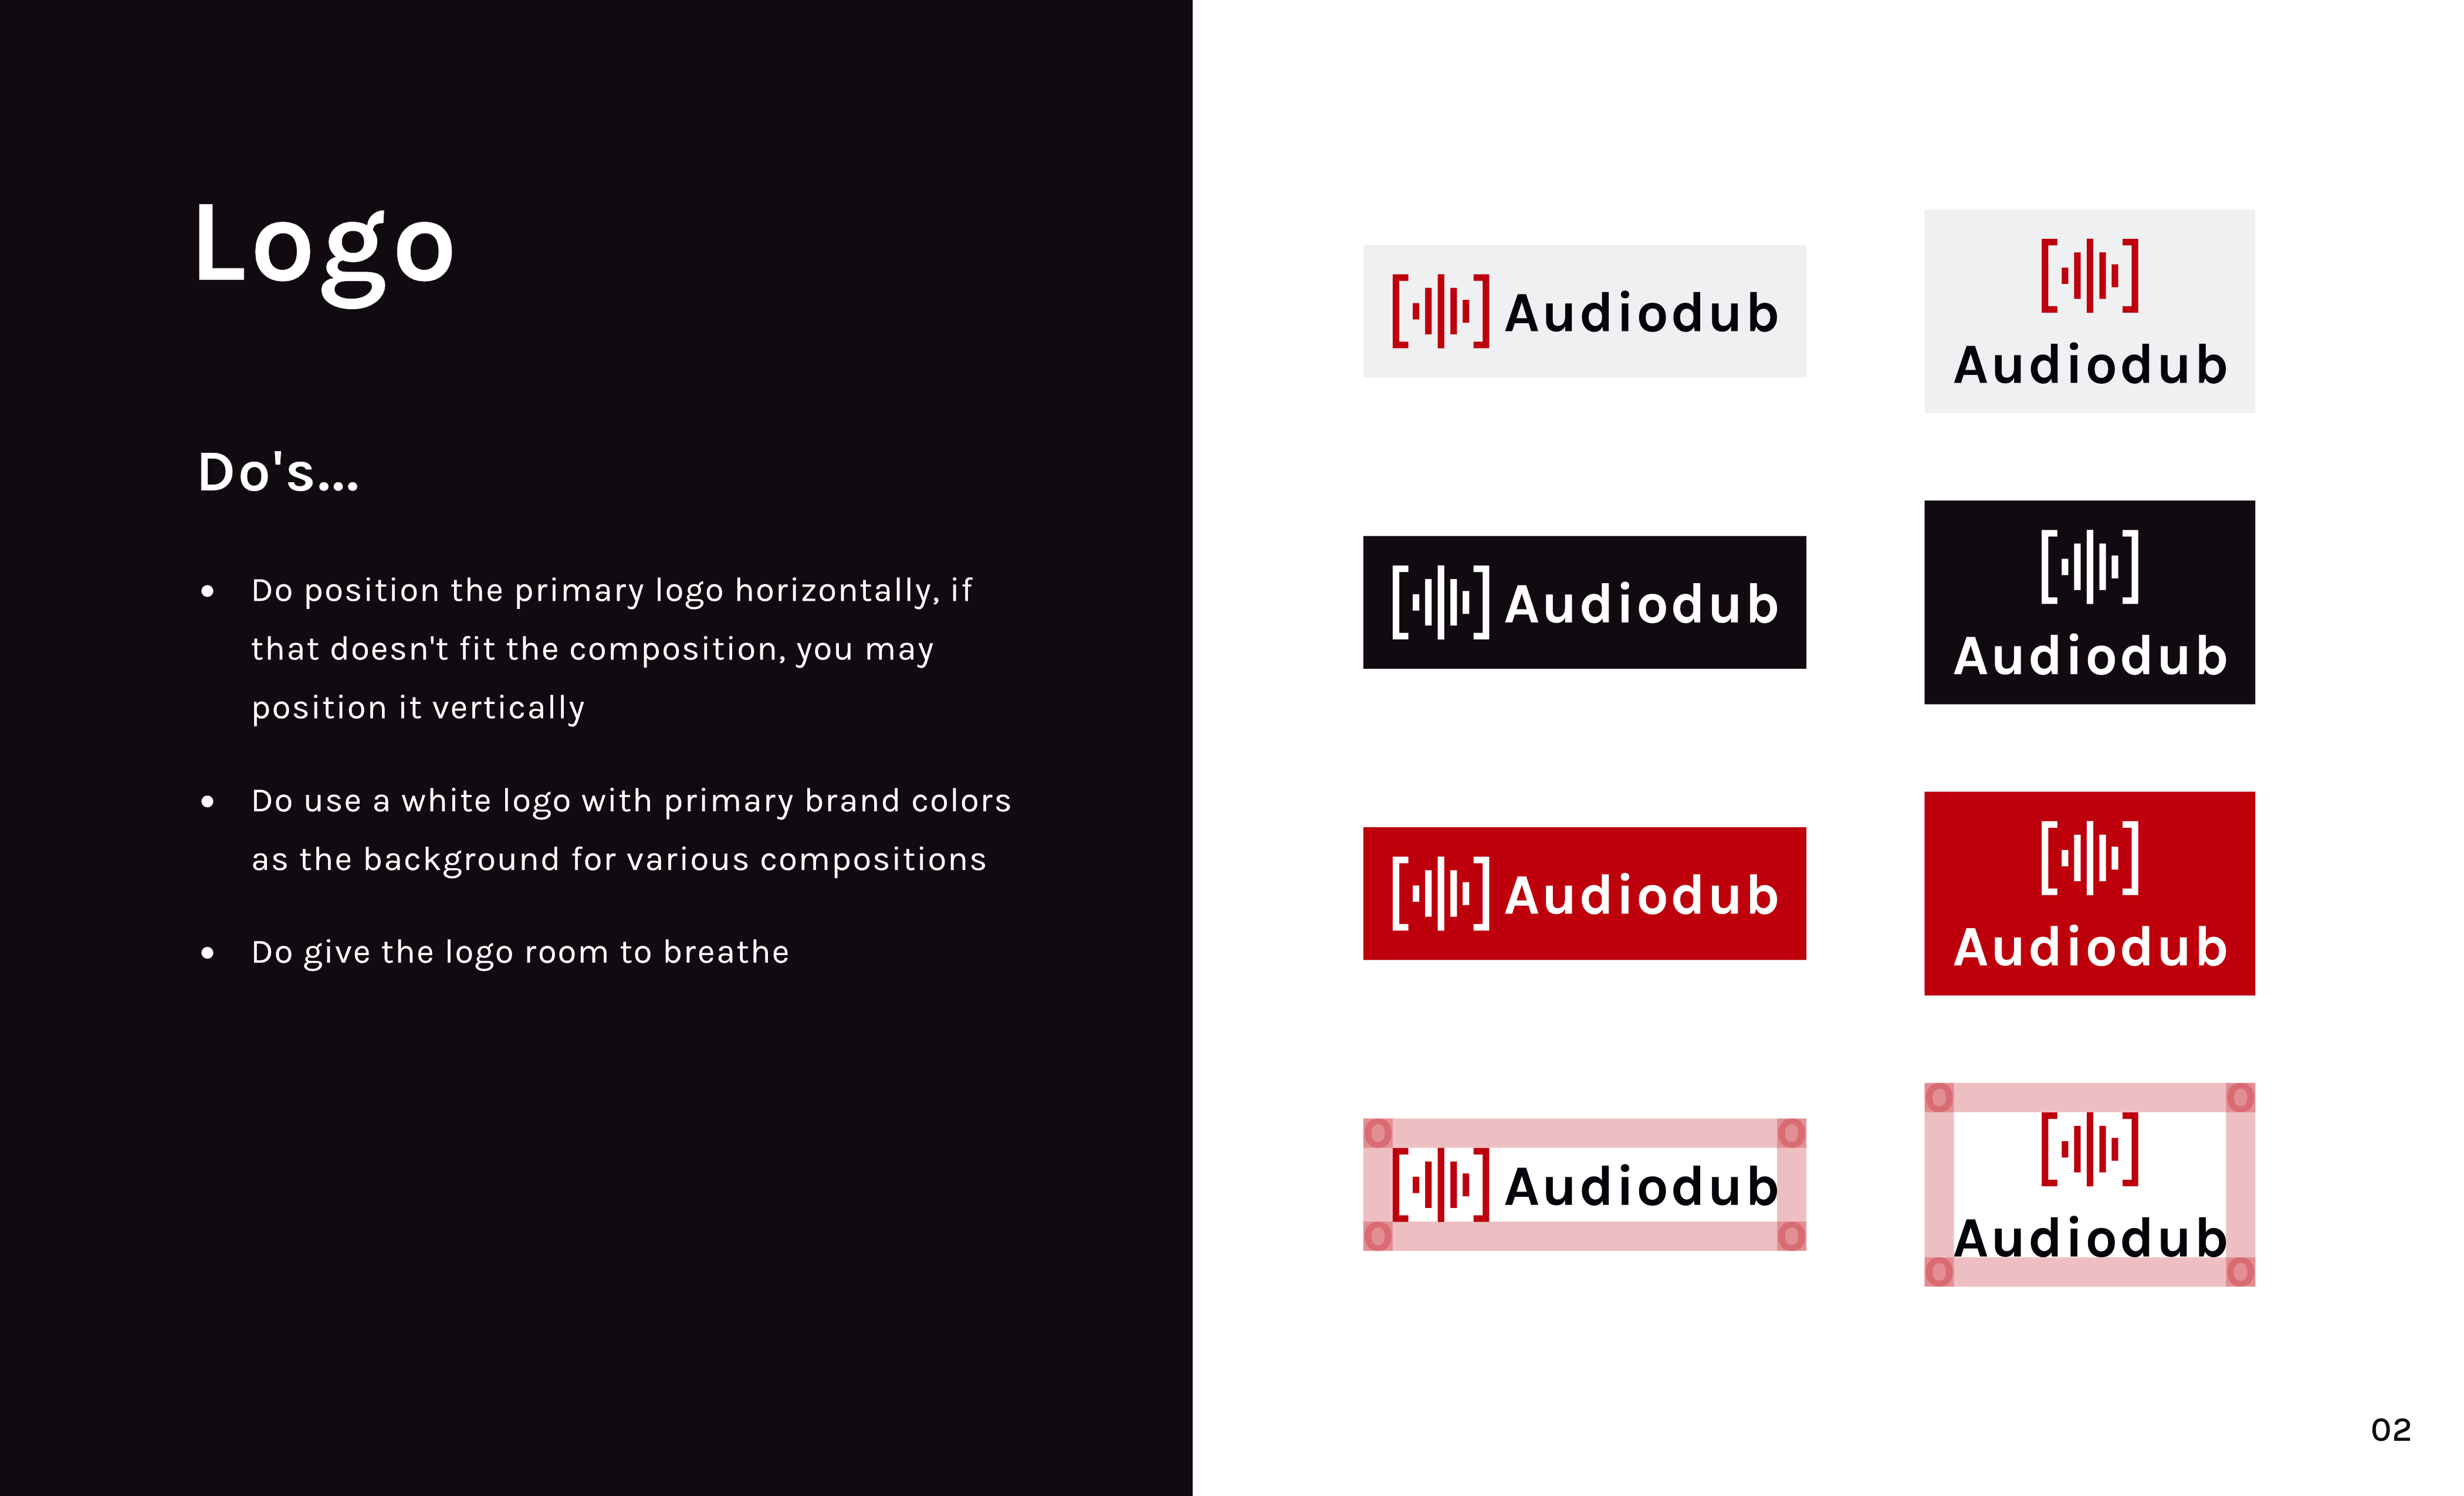 Logo
Do's...
• Do position the primary logo horizontally, if
that doesn't fit the composition, you may
position it vertically
• Do use a white logo with primary brand colors
as the background for various compositions
• Do give the logo room to breathe
Audiodub
Audiodub
Audiodub
Audiodub
Audiodub
Audiodub
o o
Audiodub
o o
o o
Audiodub
o o
02